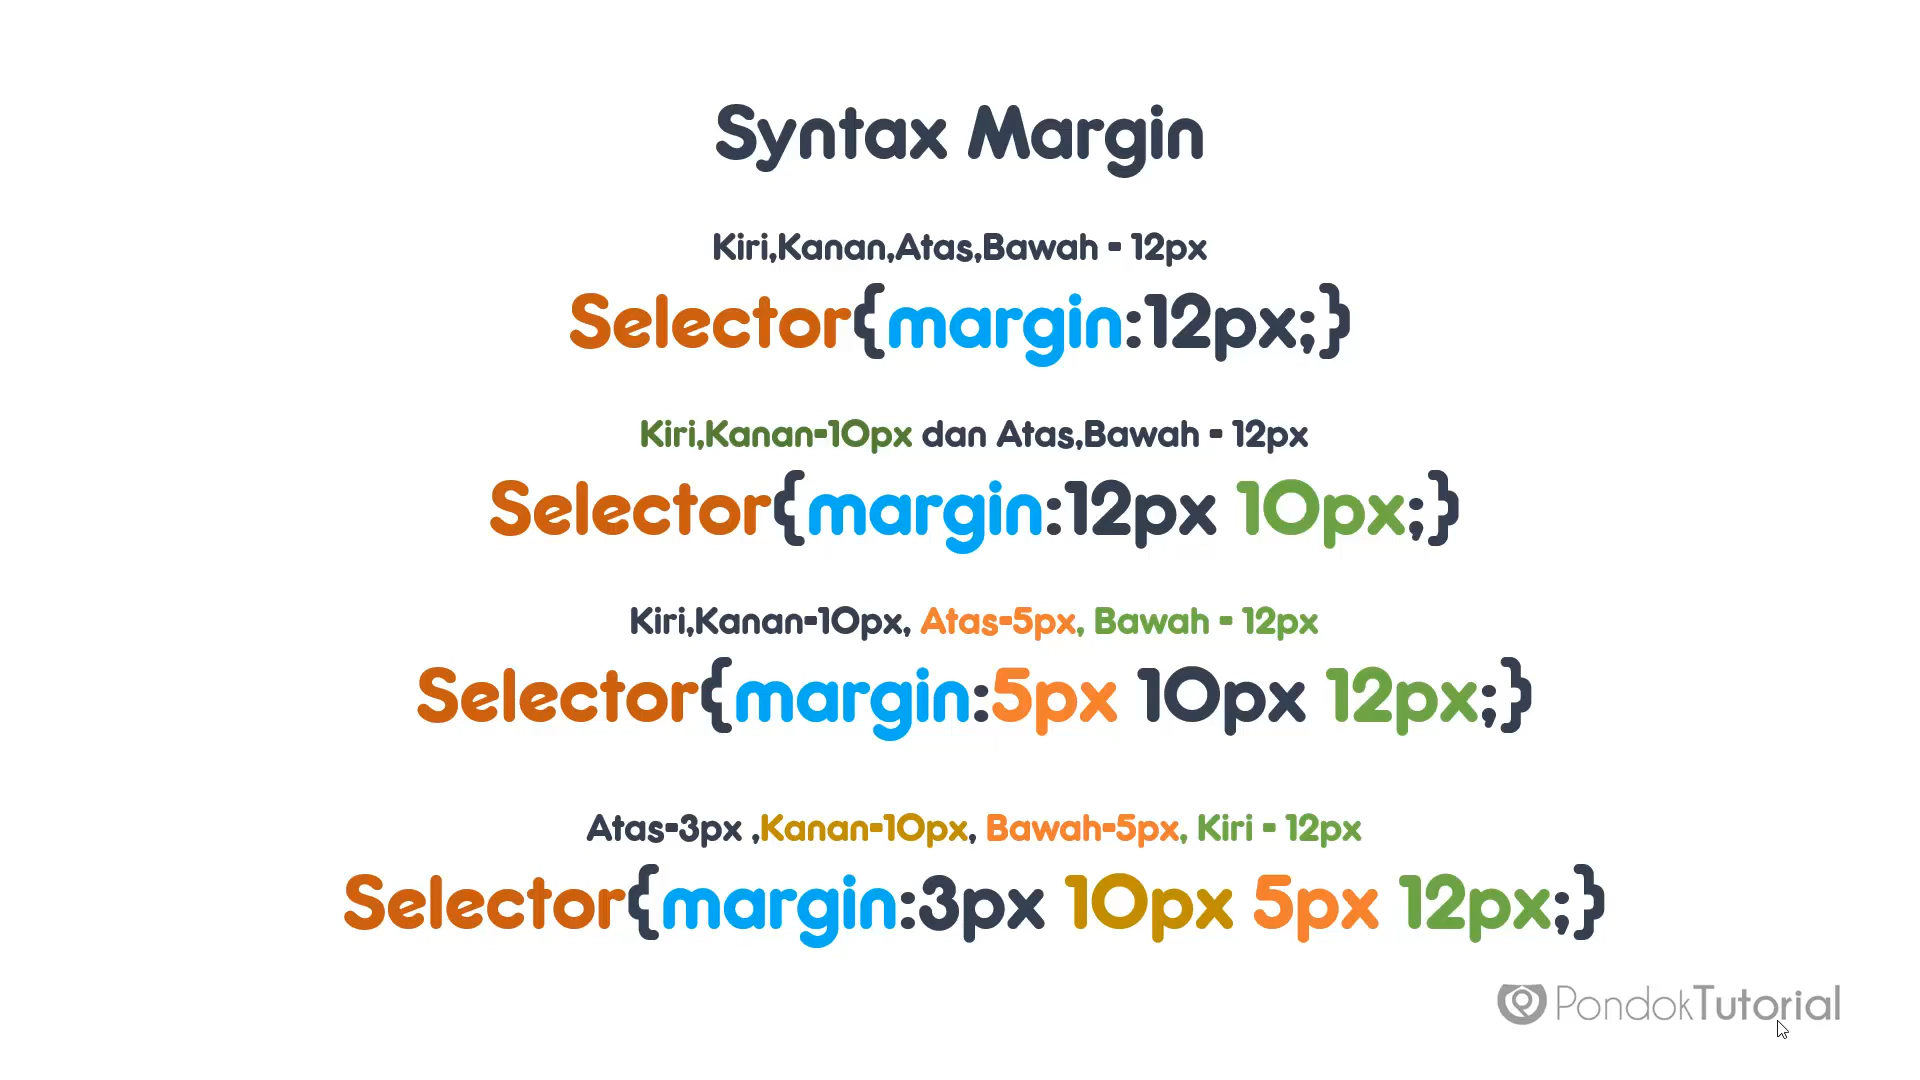 Syntax Margin
Kiri,Kanan,Atas,Bawah - 12px
Selector{margin:12px;}
Kiri,Kanan-10px dan Atas,Bawah - 12px
Selector{margin:12px 10px;}
Kiri,Kanan-10px, Atas-5px, Bawah - 12px
Selector{margin:5px 10px 12px;}
Atas-3px ,Kanan-10px, Bawah-5px, Kiri - 12px
Selector{margin:3px 10px 5px 12px;}
PondokTutorial